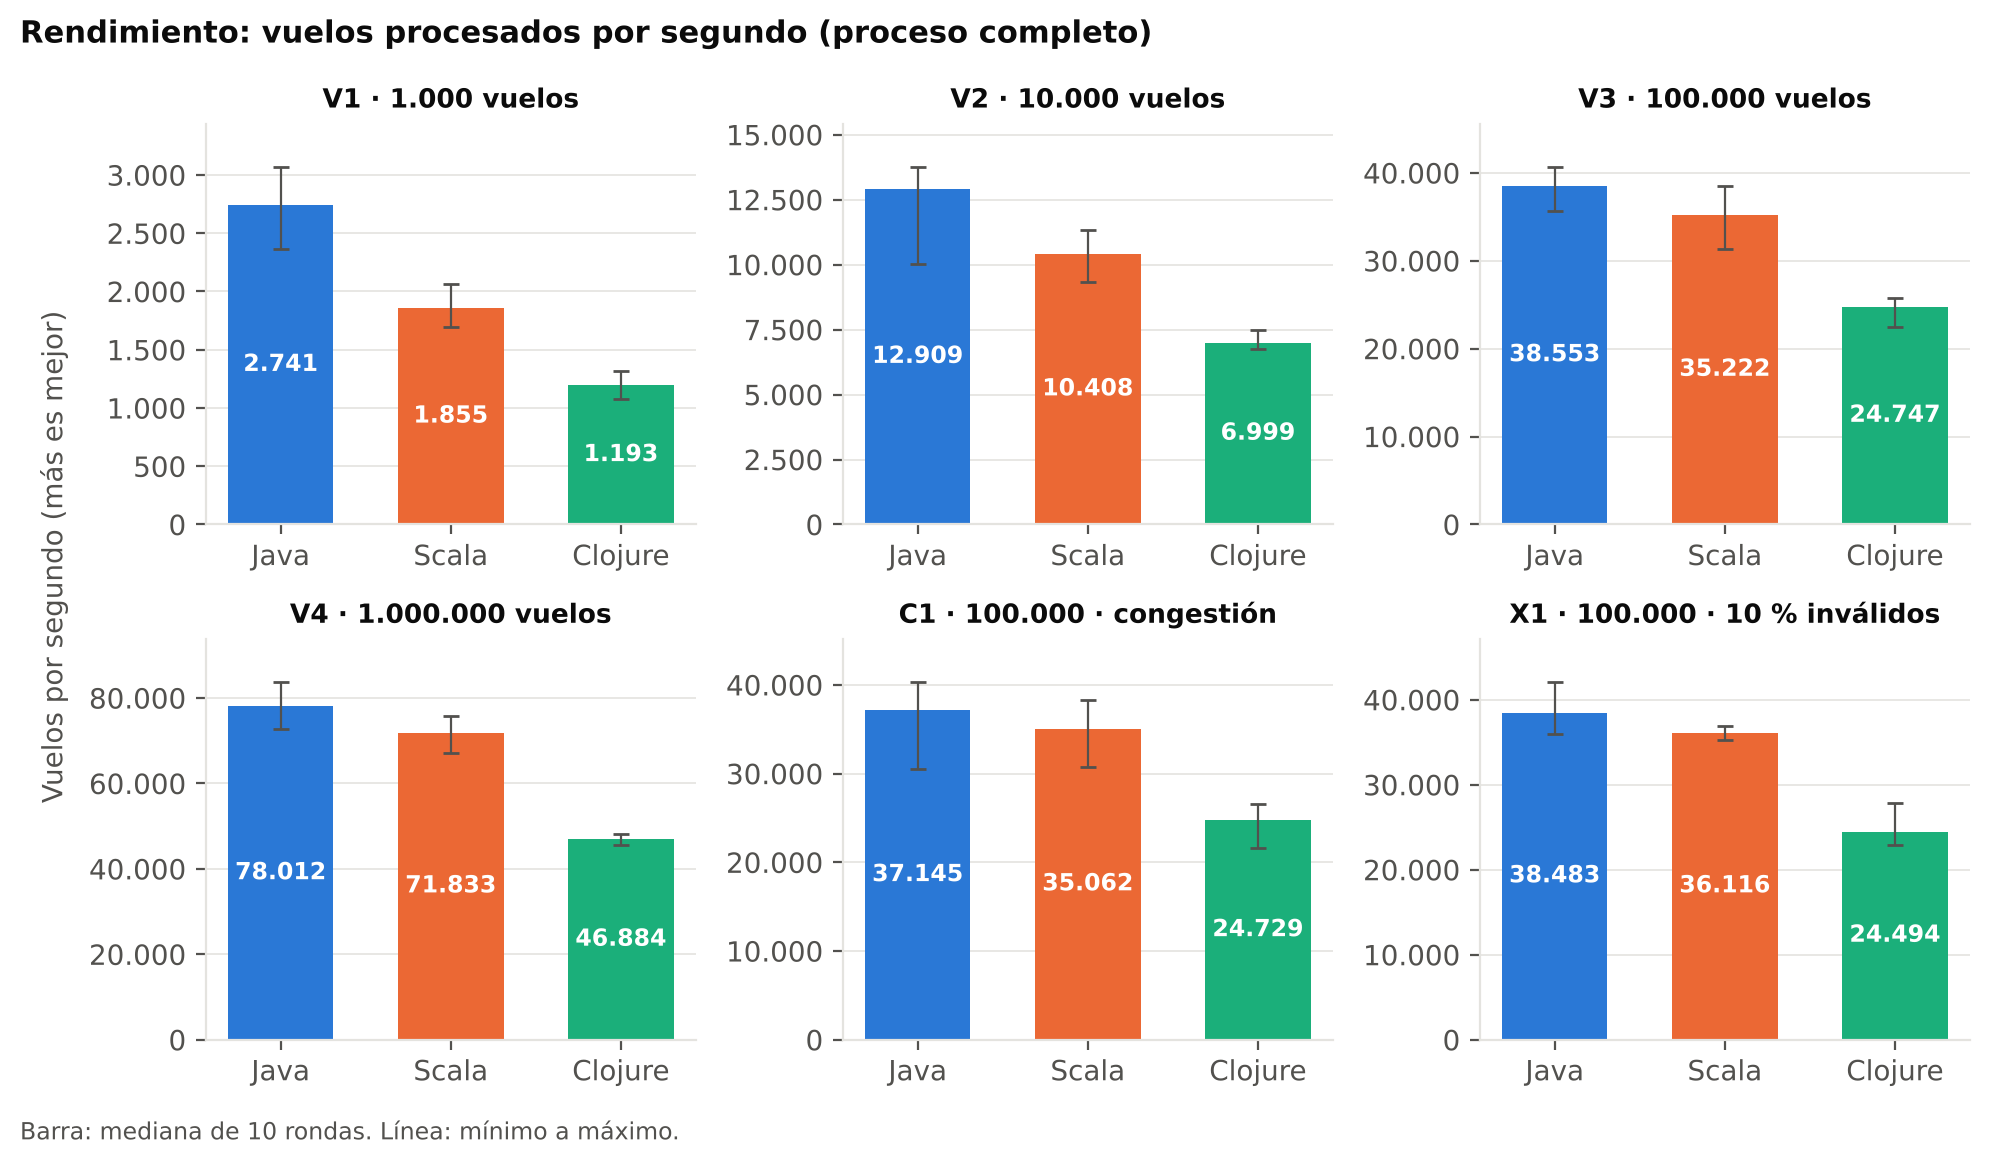 Rendimiento: vuelos procesados por segundo (proceso completo)
Vuelos por segundo (más es mejor)
V1 · 1.000 vuelos
3.000
2.500
2.000
1.500
1.000
500
0
2.741
1.855
1.193
Java
Scala
Clojure
V2 · 10.000 vuelos
15.000
12.500
10.000
7.500
5.000
2.500
0
12.909
10.408
6.999
Java
Scala
Clojure
V3 · 100.000 vuelos
40.000
30.000
20.000
10.000
0
38.553
35.222
24.747
Java
Scala
Clojure
V4 · 1.000.000 vuelos
80.000
60.000
40.000
20.000
0
78.012
71.833
46.884
Java
Scala
Clojure
C1 · 100.000 · congestión
40.000
30.000
20.000
10.000
0
37.145
35.062
24.729
Java
Scala
Clojure
X1 · 100.000 · 10 % inválidos
40.000
30.000
20.000
10.000
0
38.483
36.116
24.494
Java
Scala
Clojure
Barra: mediana de 10 rondas. Línea: mínimo a máximo.